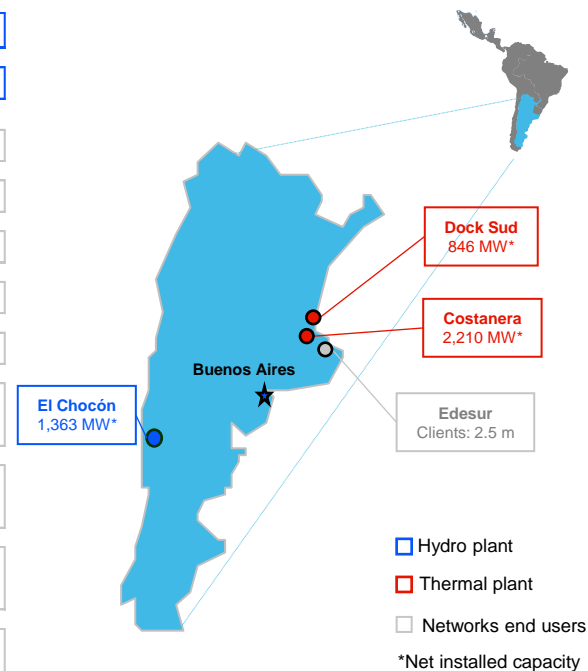 Dock Sud
846 MW*
Costanera
2,210 MW*
Buenos Aires
El Chocón
1,363 MW*
Edesur
Clients: 2.5 m
Hydro plant
Thermal plant
Networks end users
*Net installed capacity